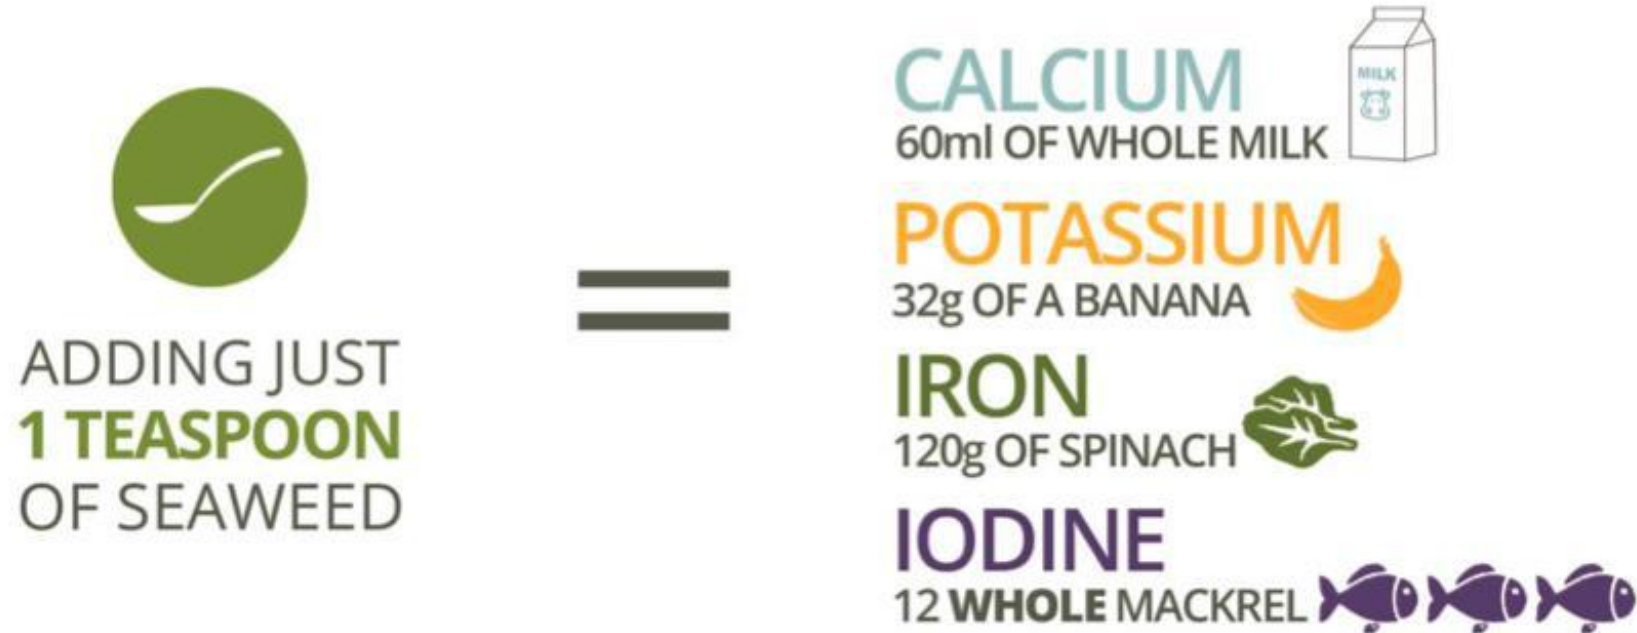 ADDING JUST
1 TEASPOON
OF SEAWEED
=
CALCIUM
60ml OF WHOLE MILK
MILK
POTASSIUM
32g OF A BANANA
IRON
120g OF SPINACH
IODINE
12 WHOLE MACKREL